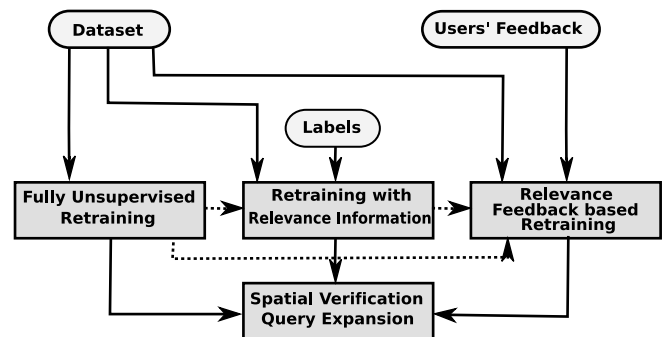 Dataset
Users' Feedback
Labels
Fully Unsupervised
Retraining
Retraining with
Relevance Information
Relevance
Feedback based
Retraining
Spatial Verification
Query Expansion